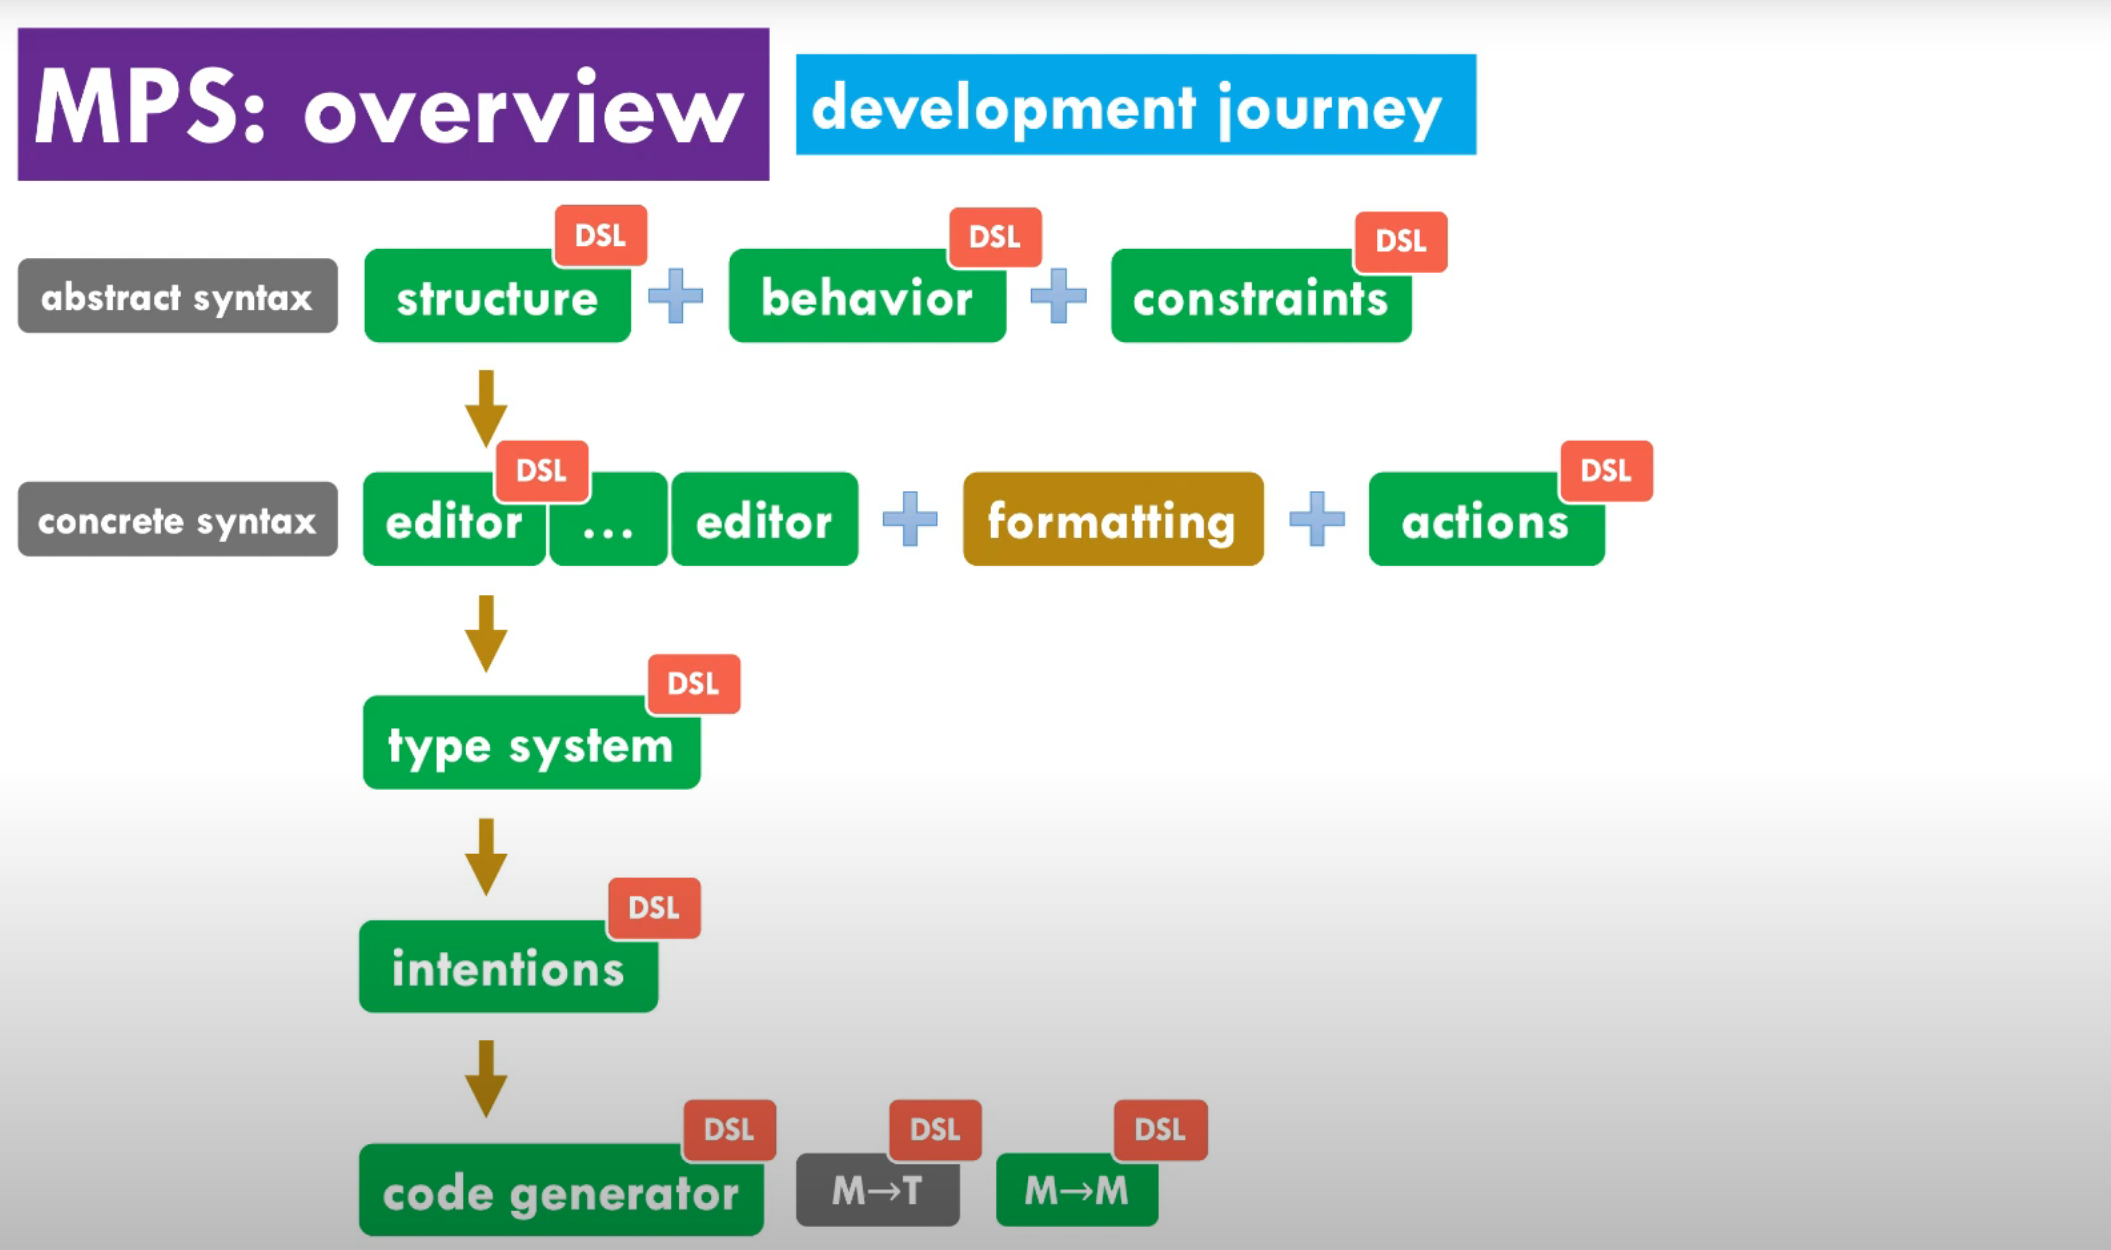 MPS: overview
development journey
DSL
DSL
DSL
abstract syntax
structure
behavior
constraints
DSL
DSL
concrete syntax
editor
...
editor
formatting
actions
DSL
type system
DSL
intentions
DSL
DSL
DSL
code generator
M→T
M→M